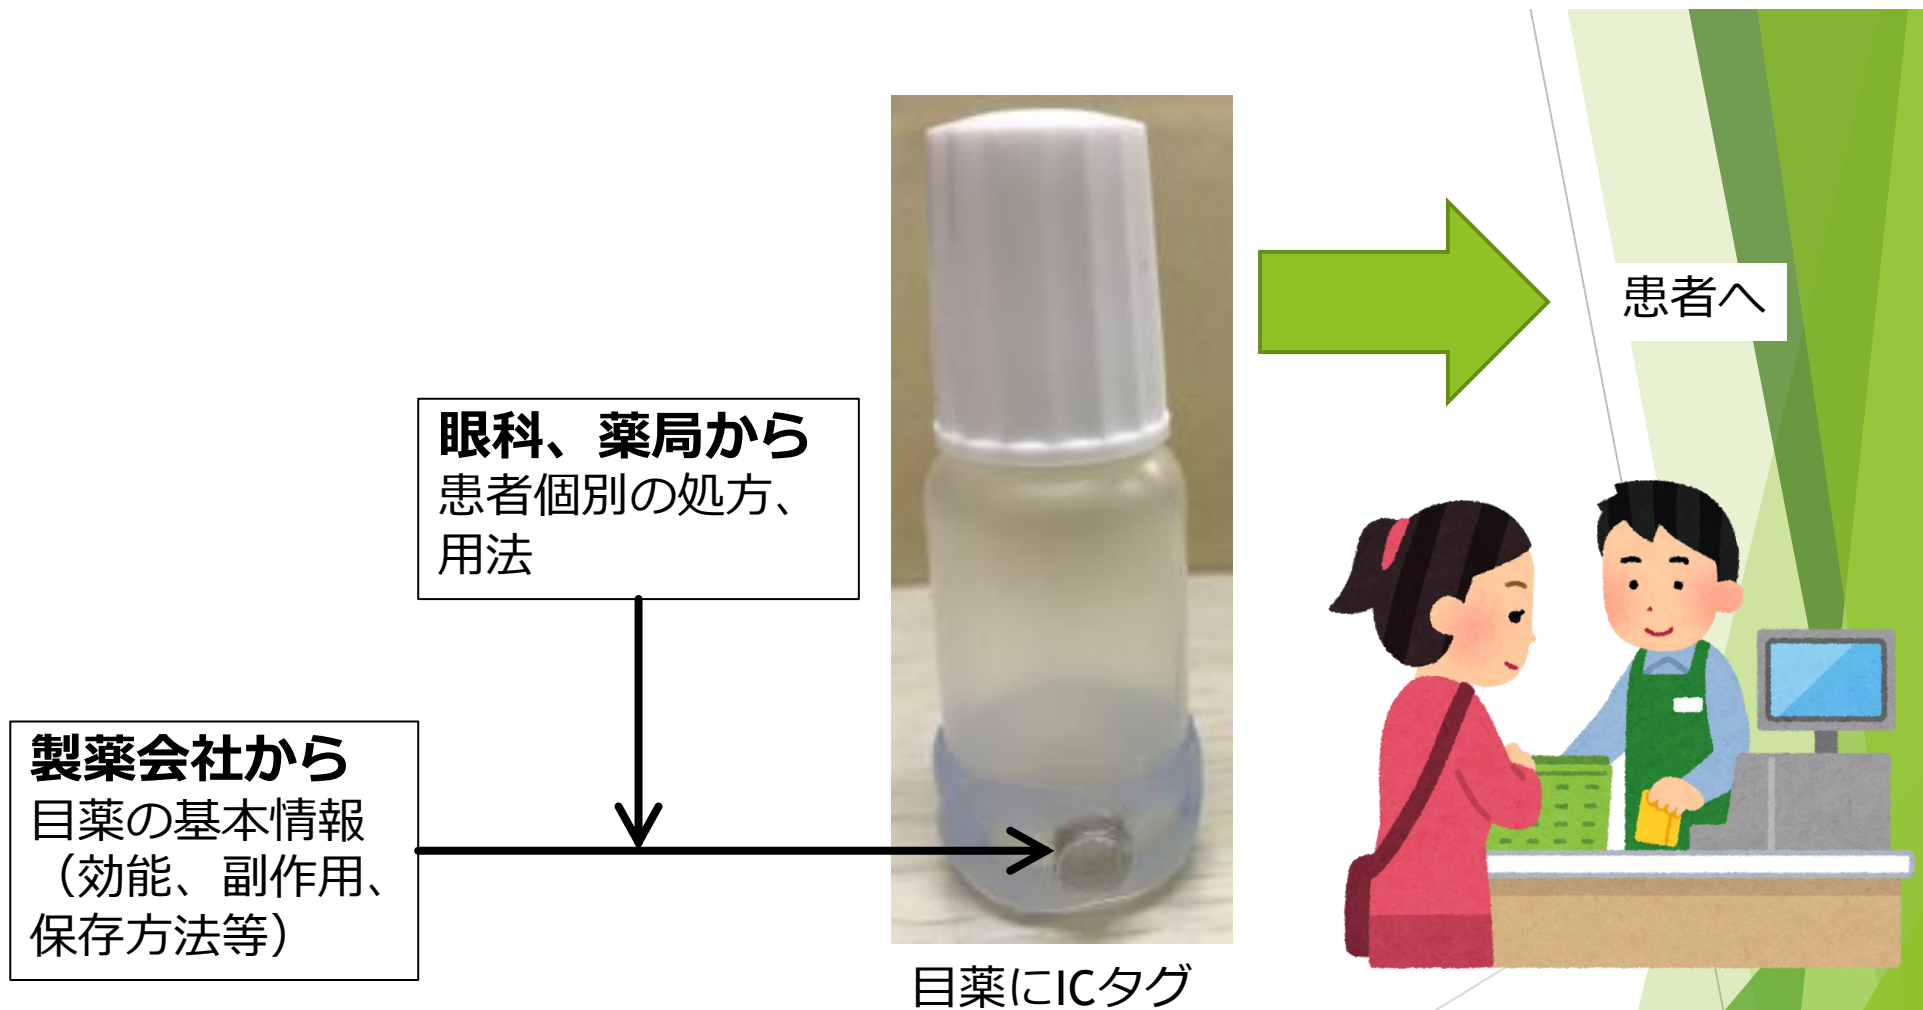 眼科、薬局から
患者個別の処方、
用法
製薬会社から
目薬の基本情報
（効能、副作用、
保存方法等）
目薬にICタグ
患者へ